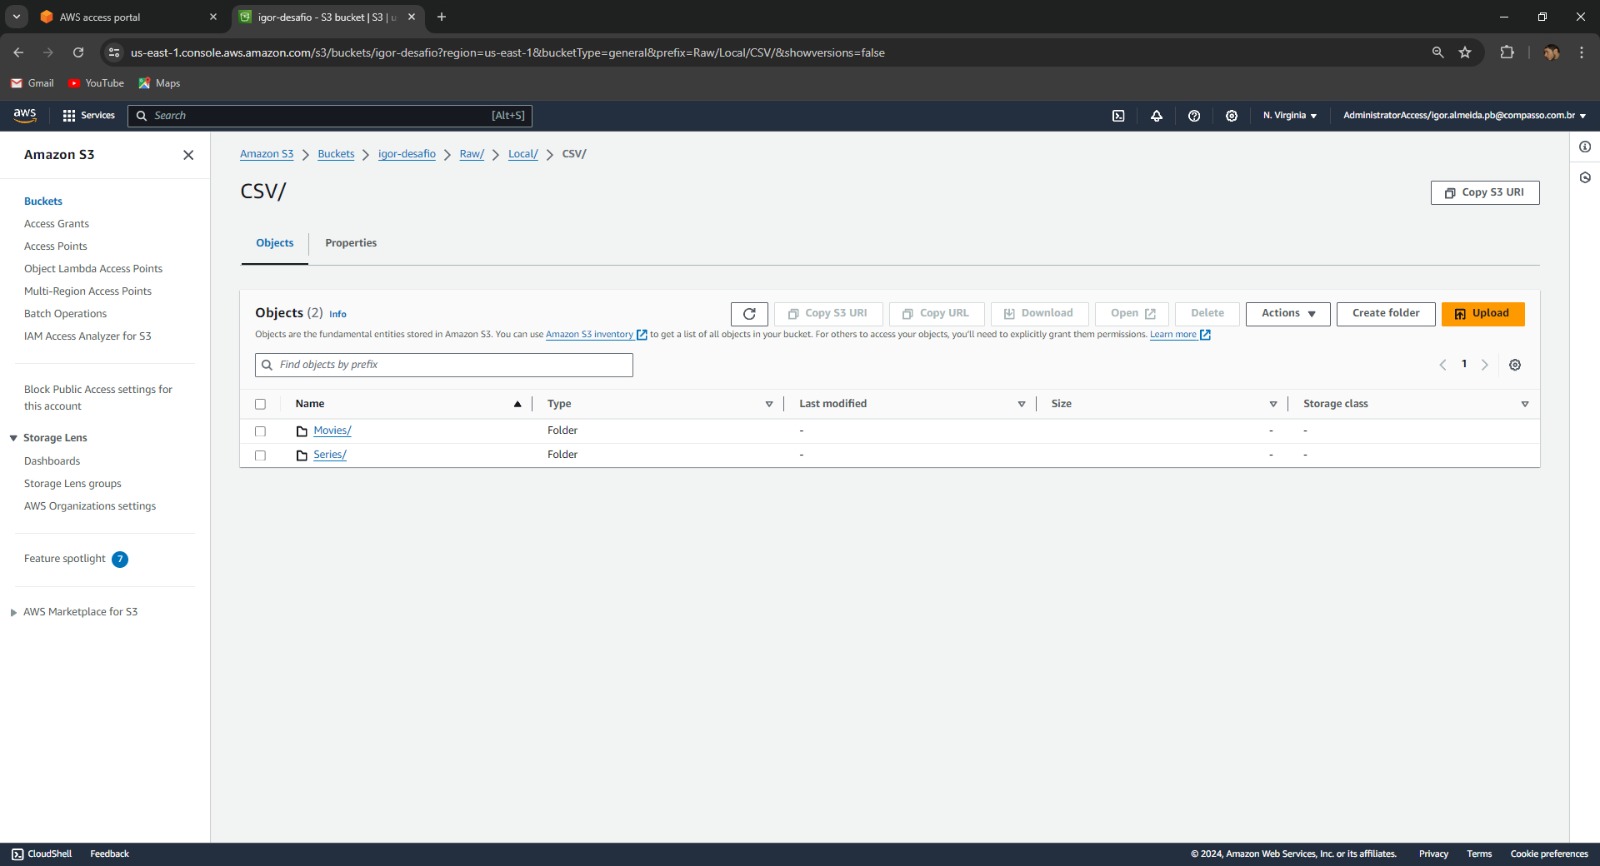 AWS access portal
igor-desafio - S3 bucket | S3 | u
us-east-1.console.aws.amazon.com/s3/buckets/igor-desafio?region=us-east-1&bucketType=general&prefix=Raw/Local/CSV/&showversions=false
Gmail YouTube Maps
aws Services Search [Alt+S] N. Virginia AdministratorAccess/igor.almeida.pb@compasso.com.br
Amazon S3
Buckets
Access Grants
Access Points
Object Lambda Access Points
Multi-Region Access Points
Batch Operations
IAM Access Analyzer for S3
Block Public Access settings for
this account
Storage Lens
Dashboards
Storage Lens groups
AWS Organizations settings
Feature spotlight 7
AWS Marketplace for S3
Amazon S3 Buckets igor-desafio Raw/ Local/ CSV/
CSV/
Copy S3 URI
Objects Properties
Objects (2) Info
Copy S3 URI Copy URL Download Open Delete Actions Create folder Upload
Objects are the fundamental entities stored in Amazon S3. You can use Amazon S3 inventory to get a list of all objects in your bucket. For others to access your objects, you'll need to explicitly grant them permissions. Learn more
Find objects by prefix
1
Name Type Last modified Size Storage class
Movies/ Folder - - -
Series/ Folder - - -
CloudShell Feedback © 2024, Amazon Web Services, Inc. or its affiliates. Privacy Terms Cookie preferences